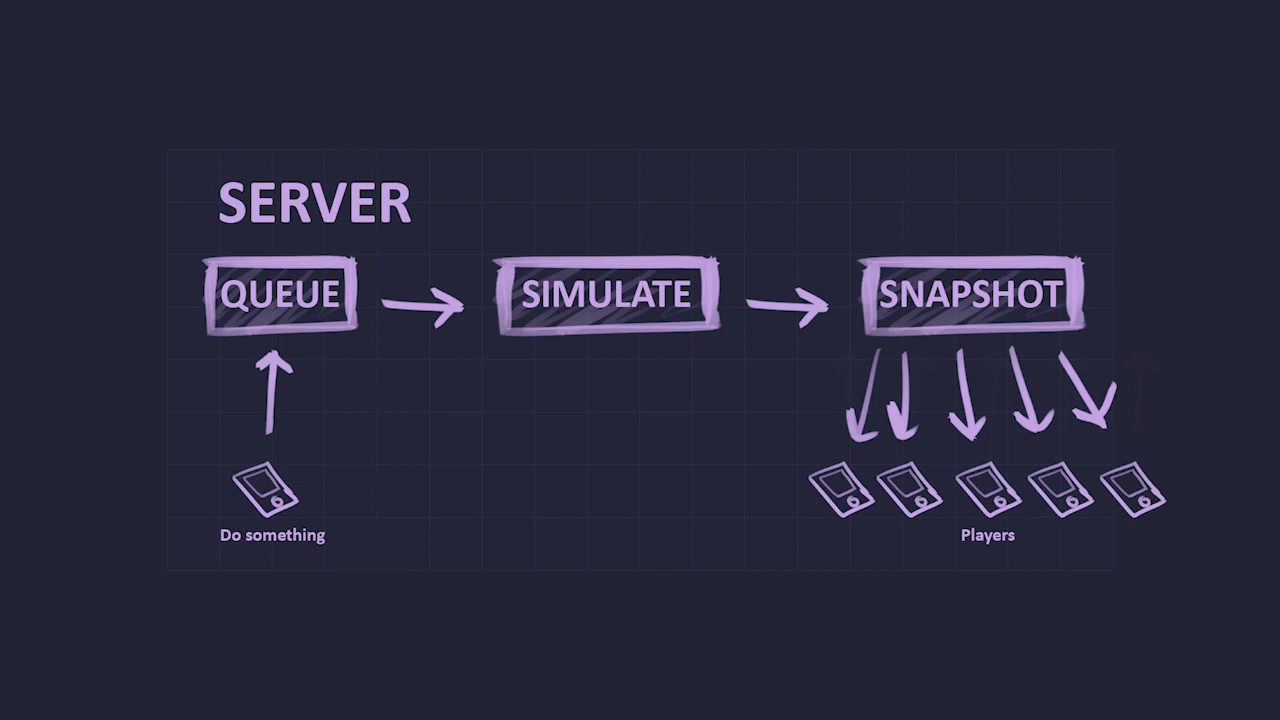 SERVER
QUEUE
SIMULATE
SNAPSHOT
Do something
Players